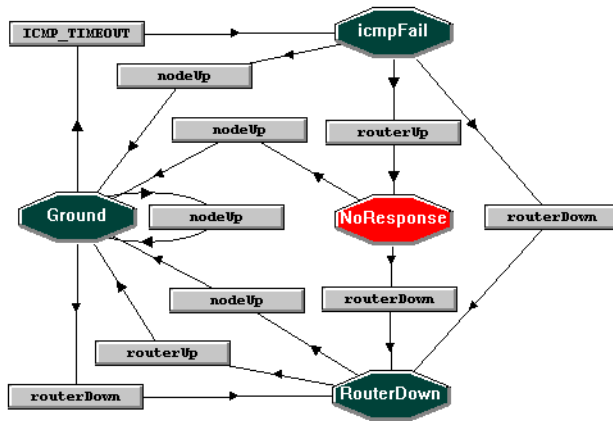 ICMP_TIMEOUT
icmpFail
nodeUp
nodeUp
routerUp
Ground
nodeUp
NoResponse
routerDown
nodeUp
routerDown
routerUp
routerDown
RouterDown